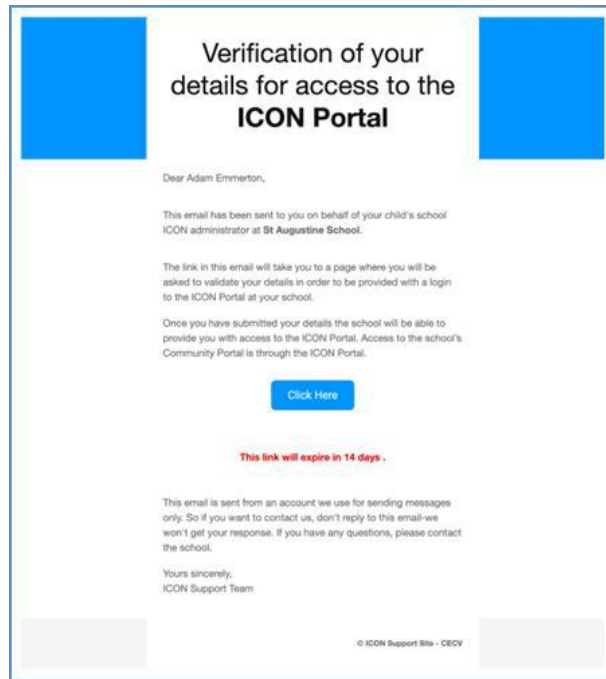 Verification of your
details for access to the
ICON Portal
Dear Adam Emmerton,
This email has been sent to you on behalf of your child's school
ICON administrator at St Augustine School.
The link in this email will take you to a page where you will be
asked to validate your details in order to be provided with a login
to the ICON Portal at your school.
Once you have submitted your details the school will be able to
provide you with access to the ICON Portal. Access to the school's
Community Portal is through the ICON Portal.
Click Here
This link will expire in 14 days .
This email is sent from an account we use for sending messages
only. So if you want to contact us, don't reply to this email-we
won't get your response. If you have any questions, please contact
the school.
Yours sincerely,
ICON Support Team
© ICON Support Site - CECV